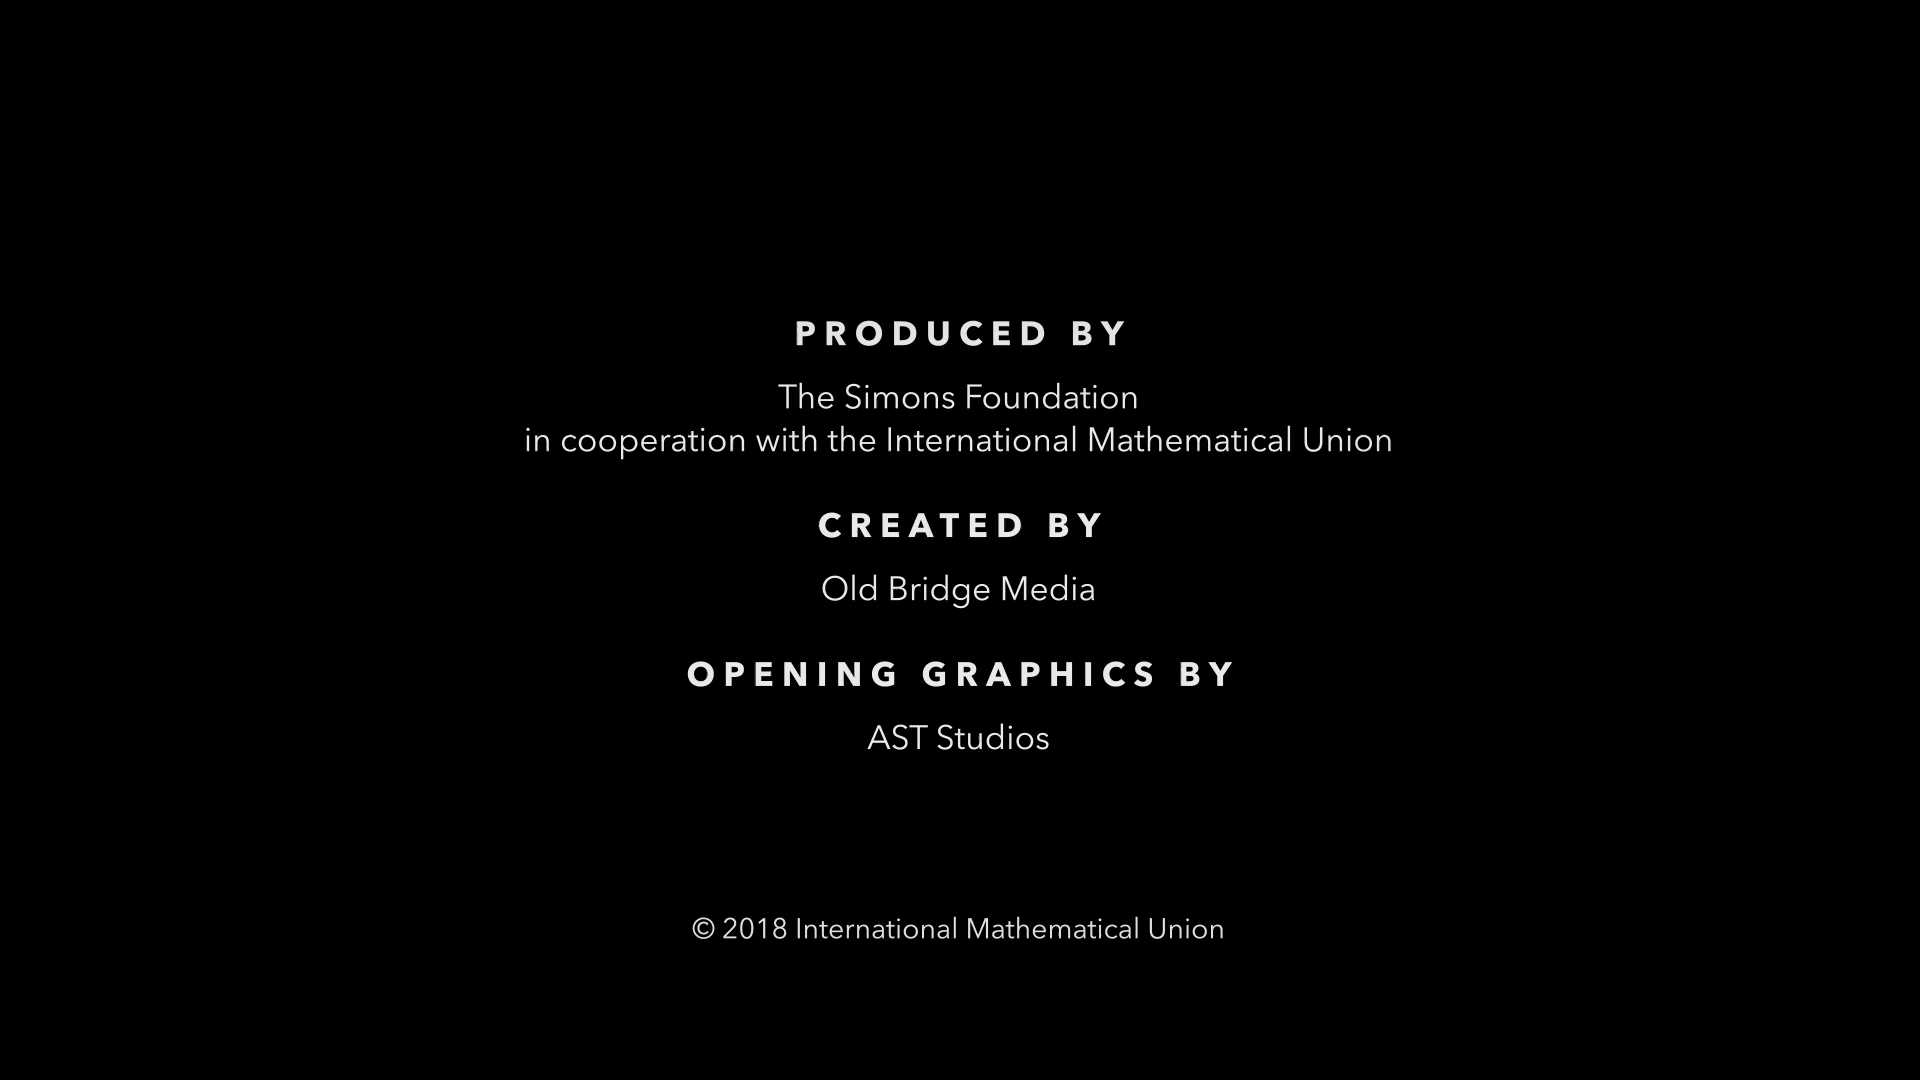 PRODUCED BY
The Simons Foundation
in cooperation with the International Mathematical Union
CREATED BY
Old Bridge Media
OPENING GRAPHICS BY
AST Studios
© 2018 International Mathematical Union